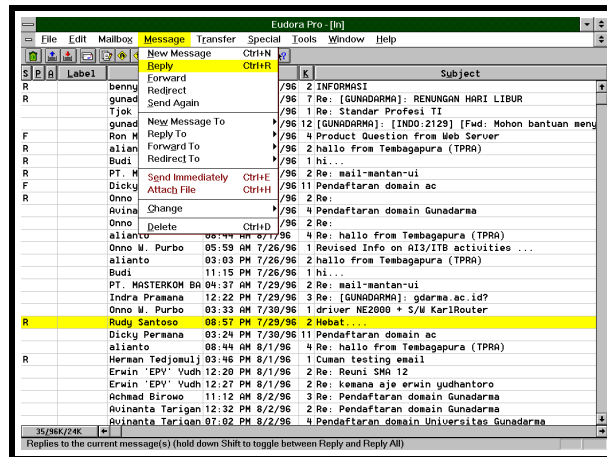 Eudora Pro - [In]
File Edit Mailbox Message Transfer Special Tools Window Help
New Message Ctrl+N
Reply Ctrl+R
Forward
Redirect
Send Again
New Message To
Reply To
Forward To
Redirect To
Send Immediately Ctrl+E
Attach File Ctrl+H
Change
Delete Ctrl+D
S P A Label K Subject
R benny /96 2 INFORMASI
R gunad /96 7 Re: [GUNADARMA]: RENUNGAN HARI LIBUR
Tjok /96 1 Re: Standar Profesi TI
gunad /96 12 [GUNADARMA]: [INDO:2129] [Fwd: Mohon bantuan meny
F Ron M /96 4 Product Question from Web Server
R alian /96 2 hallo from Tembagapura (TPRA)
R Budi /96 1 hi...
R PT. M /96 2 Re: mail-mantan-ui
F Dicky /96 11 Pendaftaran domain ac
R Onno /96 2 Re:
Avina /96 4 Pendaftaran domain Gunadarma
Onno /96 2 Re:
alianto 08:44 AM 8/1/96 4 Re: hallo from Tembagapura (TPRA)
Onno W. Purbo 05:59 AM 7/26/96 1 Revised Info on AI3/ITB activities ...
alianto 03:03 PM 7/26/96 2 hallo from Tembagapura (TPRA)
Budi 11:15 PM 7/26/96 1 hi...
PT. MASTERKOM BA 04:37 AM 7/29/96 2 Re: mail-mantan-ui
Indra Pramana 12:22 PM 7/29/96 3 Re: [GUNADARMA]: gdarma.ac.id?
Onno W. Purbo 03:33 AM 7/30/96 1 driver NE2000 + S/W KarlRouter
R Rudy Santoso 08:57 PM 7/29/96 2 Hebat....
Dicky Permana 03:24 PM 7/30/96 11 Pendaftaran domain ac
alianto 08:44 AM 8/1/96 4 Re: hallo from Tembagapura (TPRA)
R Herman Tedjomulj 03:46 PM 8/1/96 1 Cuman testing email
Erwin 'EPY' Yudh 12:20 PM 8/1/96 2 Re: Reuni SMA 12
Erwin 'EPY' Yudh 12:27 PM 8/1/96 2 Re: kemana aje erwin yudhantoro
Achmad Birowo 11:12 AM 8/2/96 3 Re: Pendaftaran domain Gunadarma
Avinanta Tarigan 12:32 PM 8/2/96 2 Re: Pendaftaran domain Gunadarma
Avinanta Tarigan 07:02 PM 8/2/96 4 Pendaftaran domain Universitas Gunadarma
35/96K/24K
Replies to the current message(s) (hold down Shift to toggle between Reply and Reply All)